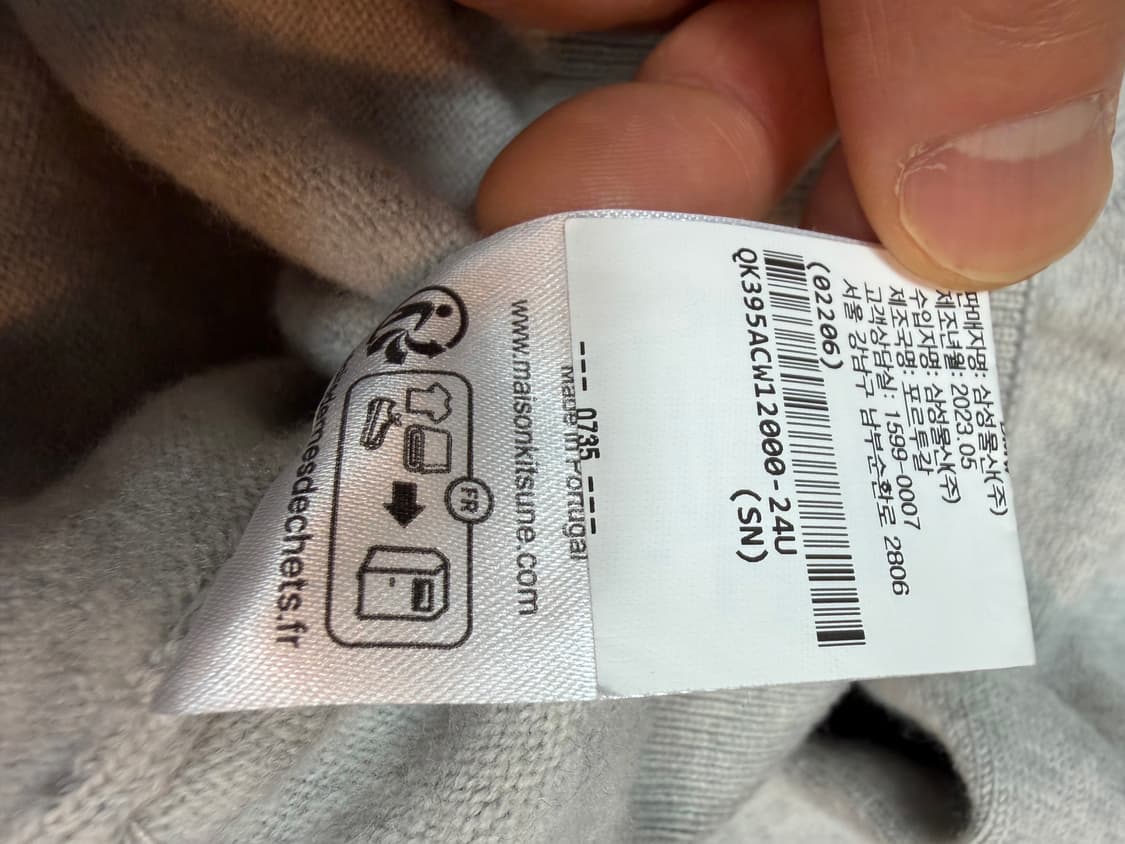 판매자명: 삼성물산(주)
제조년월: 2023.05
수입자명: 삼성물산(주)
제조국명: 포르투갈
고객상담실: 1599-0007
서울 강남구 남부순환로 2806
(02206)
QK395ACW12000-24U
(SN)
--- 0735 ---
Made in Portugal
www.maisonkitsune.com
FR
mesdechets.fr